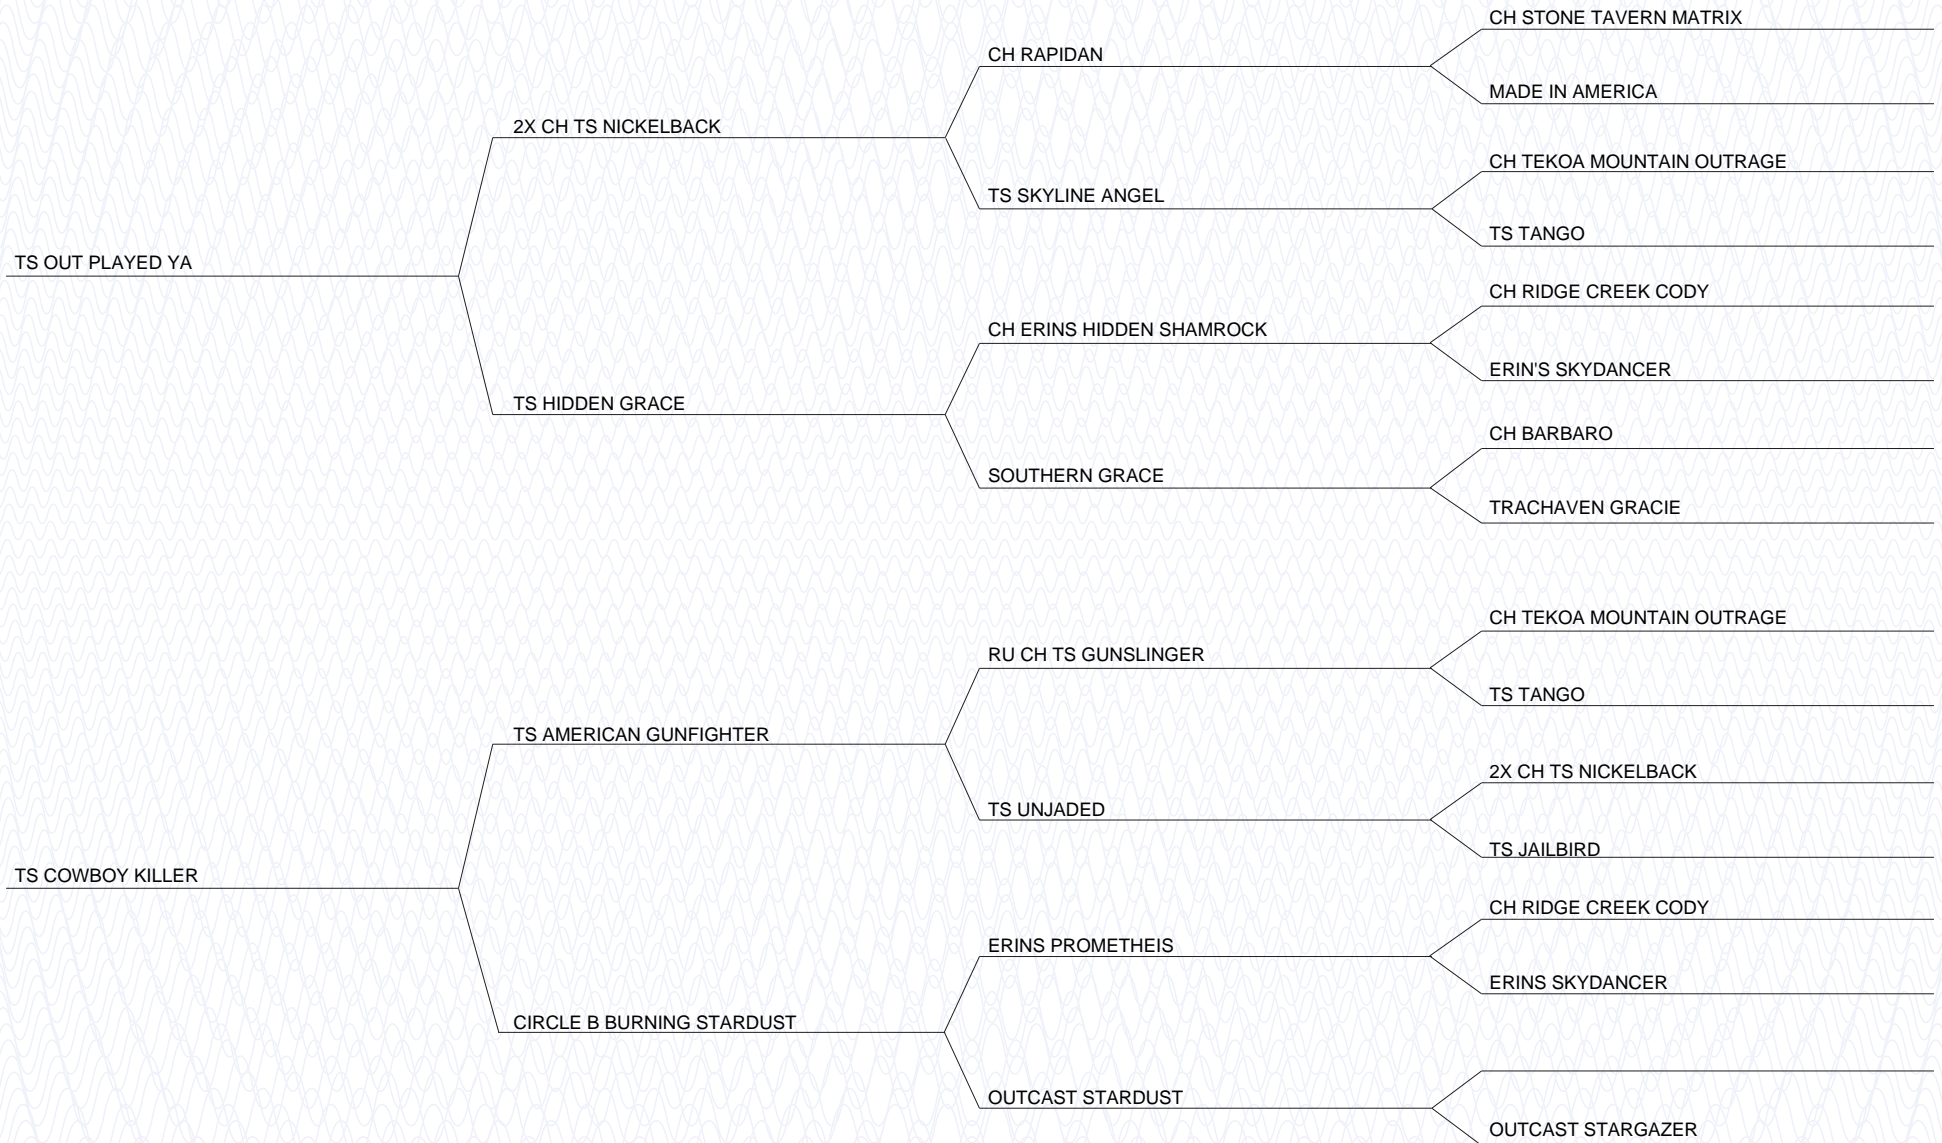 CH STONE TAVERN MATRIX
CH RAPIDAN
MADE IN AMERICA
2X CH TS NICKELBACK
CH TEKOA MOUNTAIN OUTRAGE
TS SKYLINE ANGEL
TS TANGO
TS OUT PLAYED YA
CH RIDGE CREEK CODY
CH ERINS HIDDEN SHAMROCK
ERIN'S SKYDANCER
TS HIDDEN GRACE
CH BARBARO
SOUTHERN GRACE
TRACHAVEN GRACIE
CH TEKOA MOUNTAIN OUTRAGE
RU CH TS GUNSLINGER
TS TANGO
TS AMERICAN GUNFIGHTER
2X CH TS NICKELBACK
TS UNJADED
TS JAILBIRD
TS COWBOY KILLER
CH RIDGE CREEK CODY
ERINS PROMETHEIS
ERINS SKYDANCER
CIRCLE B BURNING STARDUST
OUTCAST STARDUST
OUTCAST STARGAZER